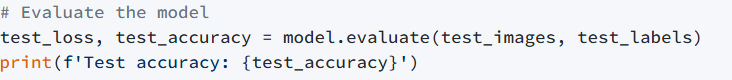 # Evaluate the model
test_loss, test_accuracy = model.evaluate(test_images, test_labels)
print(f'Test accuracy: {test_accuracy}')